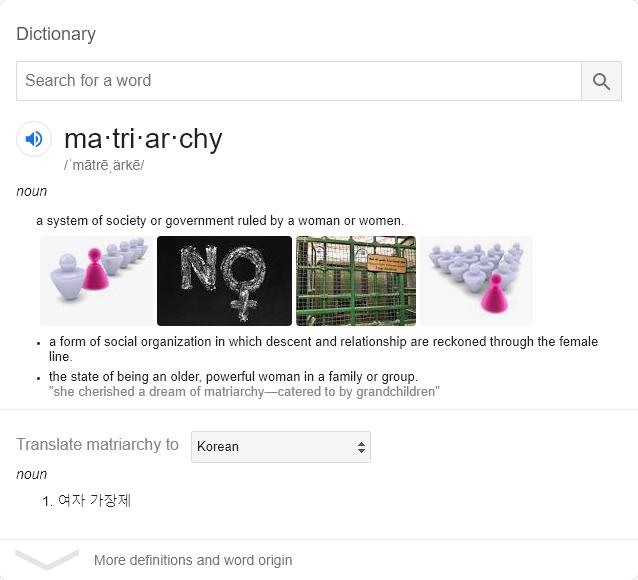 Dictionary
Search for a word
ma·tri·ar·chy
/ˈmātrēˌärkē/
noun
a system of society or government ruled by a woman or women.
NO
• a form of social organization in which descent and relationship are reckoned through the female
line.
• the state of being an older, powerful woman in a family or group.
"she cherished a dream of matriarchy—catered to by grandchildren"
Translate matriarchy to Korean
noun
1. 여자 가장제
More definitions and word origin